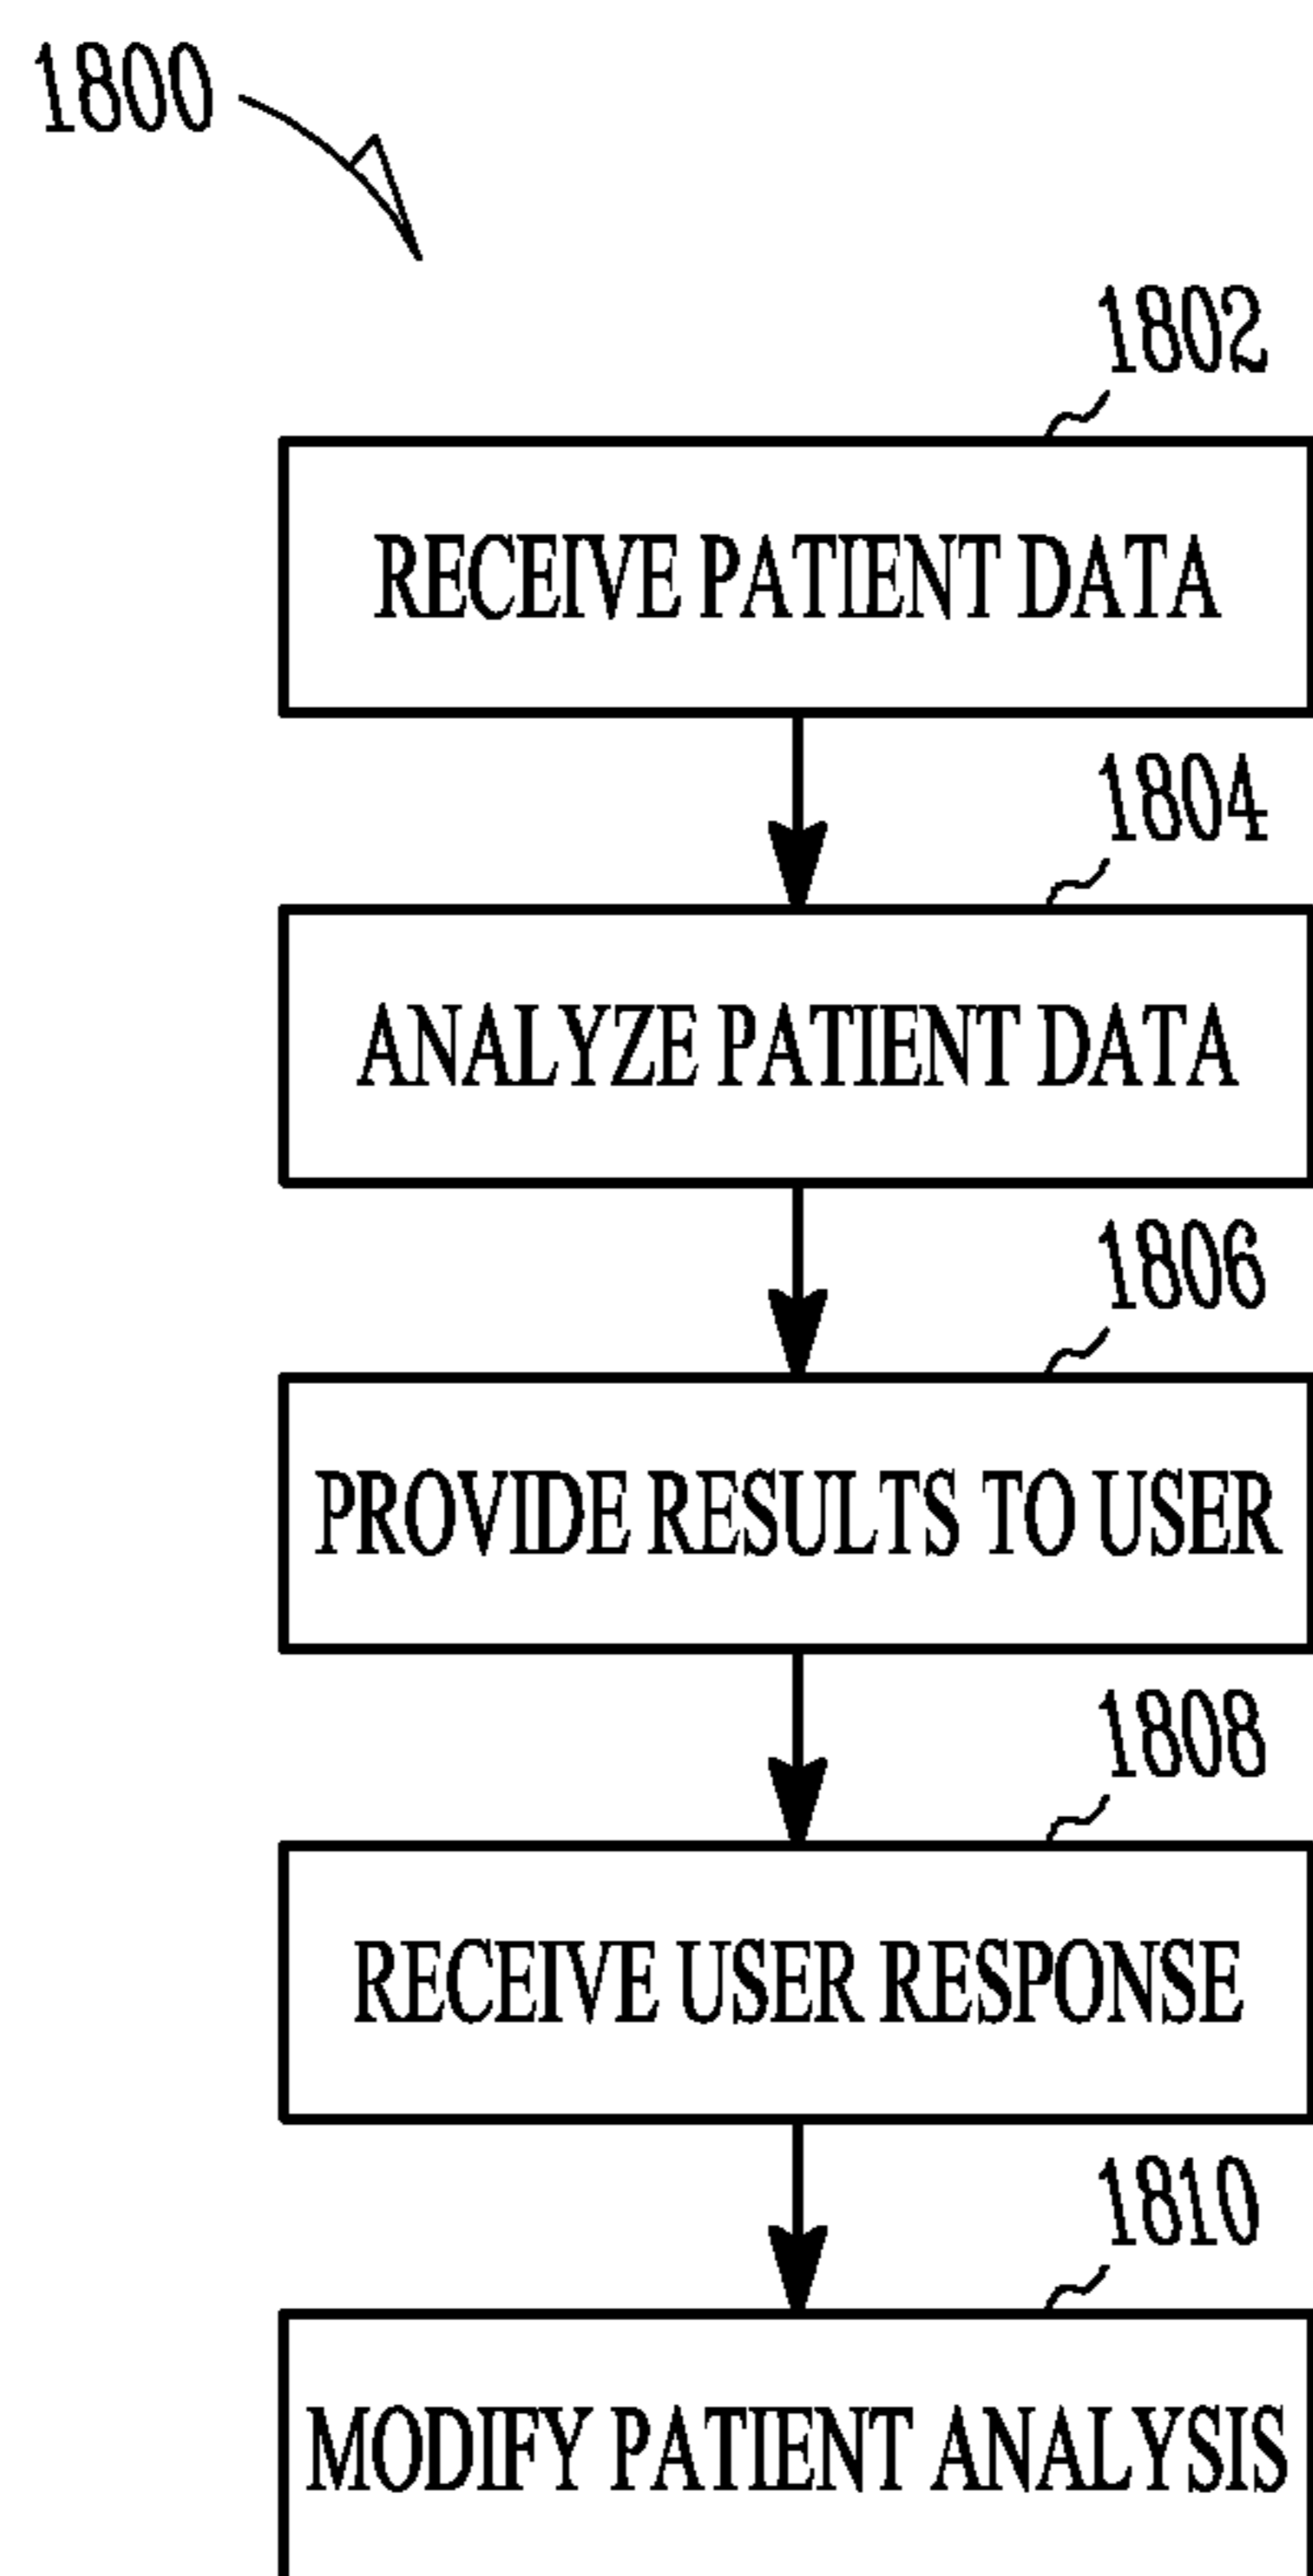 1800
1802
RECEIVE PATIENT DATA
1804
ANALYZE PATIENT DATA
1806
PROVIDE RESULTS TO USER
1808
RECEIVE USER RESPONSE
1810
MODIFY PATIENT ANALYSIS